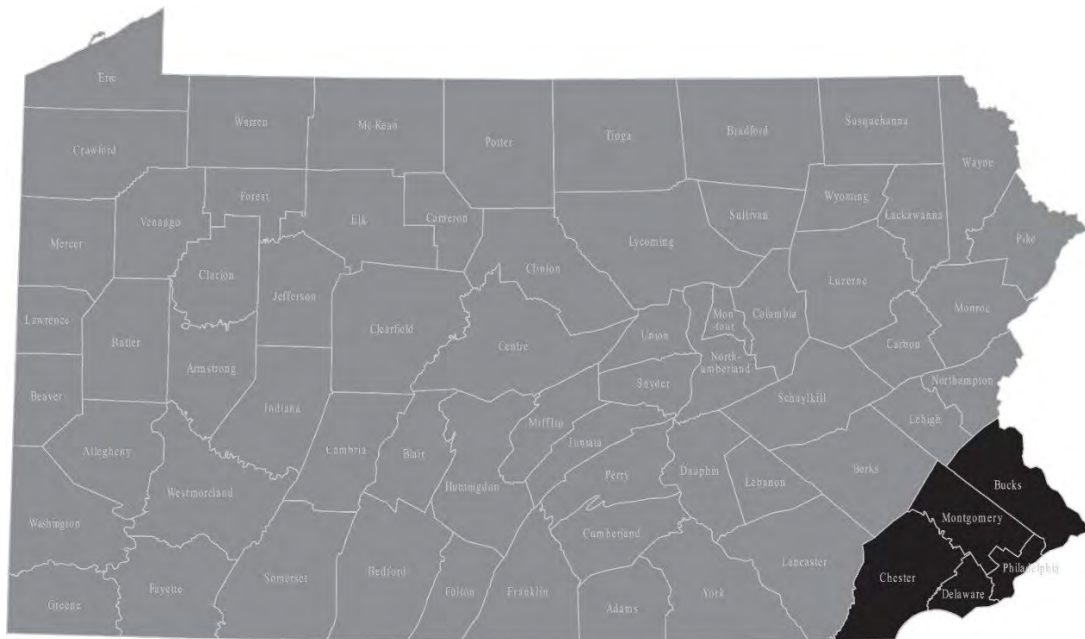 Erie
Warren
Mc Kean
Potter
Tioga
Bradford
Susquehanna
Crawford
Wayne
Forest
Wyoming
Lackawanna
Venango
Elk
Cameron
Sullivan
Mercer
Lycoming
Pike
Clarion
Clinton
Luzerne
Jefferson
Monroe
Lawrence
Clearfield
Mon
tour
Columbia
Butler
Centre
Union
Carbon
Armstrong
North-
umberland
Northampton
Beaver
Snyder
Schuylkill
Indiana
Mifflin
Lehigh
Allegheny
Cambria
Blair
Juniata
Dauphin
Berks
Perry
Lebanon
Huntingdon
Bucks
Westmoreland
Montgomery
Washington
Cumberland
Philadelphia
Lancaster
Chester
Fayette
Somerset
Bedford
Fulton
Franklin
York
Delaware
Greene
Adams